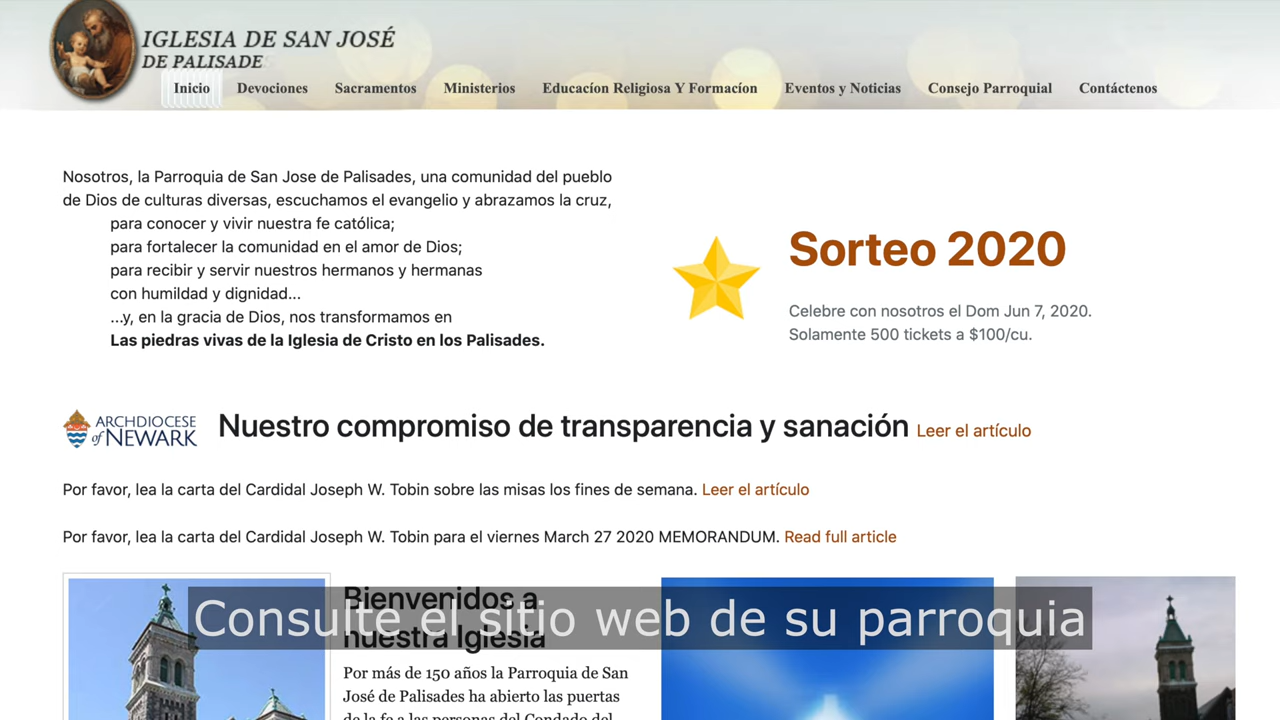 IGLESIA DE SAN JOSÉ
DE PALISADE
Inicio Devociones Sacramentos Ministerios Educacíon Religiosa Y Formacíon Eventos y Noticias Consejo Parroquial Contáctenos
Nosotros, la Parroquia de San Jose de Palisades, una comunidad del pueblo
de Dios de culturas diversas, escuchamos el evangelio y abrazamos la cruz,
para conocer y vivir nuestra fe católica;
para fortalecer la comunidad en el amor de Dios;
para recibir y servir nuestros hermanos y hermanas
con humildad y dignidad...
...y, en la gracia de Dios, nos transformamos en
Las piedras vivas de la Iglesia de Cristo en los Palisades.
Sorteo 2020
Celebre con nosotros el Dom Jun 7, 2020.
Solamente 500 tickets a $100/cu.
ARCHDIOCESE
of NEWARK
Nuestro compromiso de transparencia y sanación Leer el artículo
Por favor, lea la carta del Cardidal Joseph W. Tobin sobre las misas los fines de semana. Leer el artículo
Por favor, lea la carta del Cardidal Joseph W. Tobin para el viernes March 27 2020 MEMORANDUM. Read full article
Bienvenidos a
nuestra Iglesia
Consulte el sitio web de su parroquia
Por más de 150 años la Parroquia de San
José de Palisades ha abierto las puertas
de la fe a las personas del Condado del